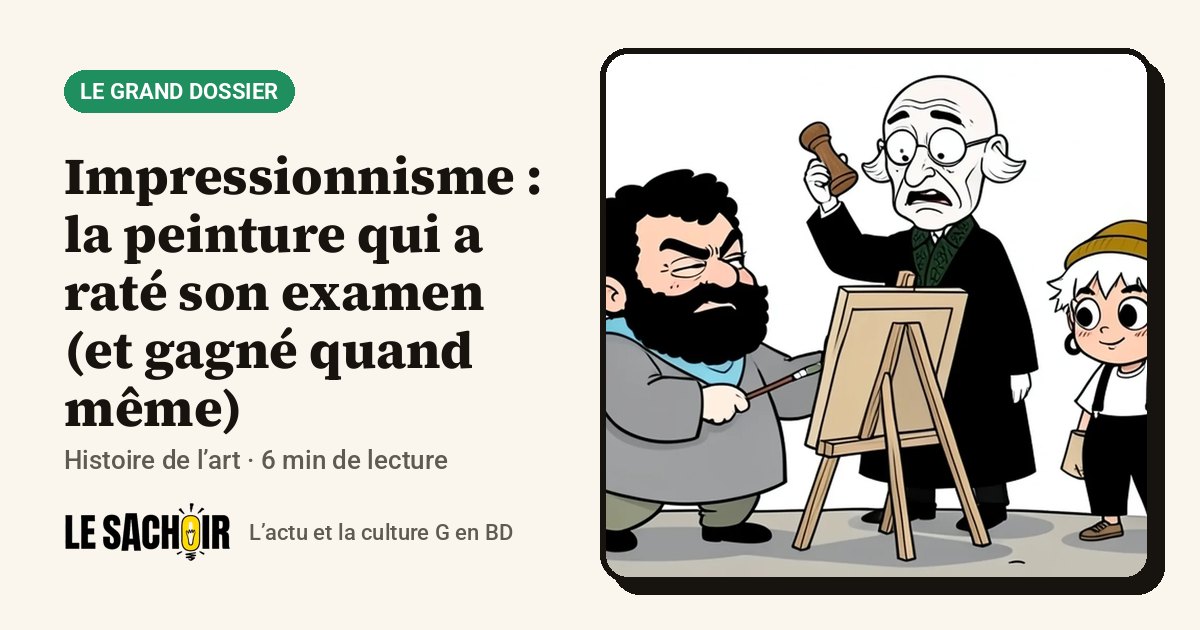 LE GRAND DOSSIER
Impressionnisme :
la peinture qui a
raté son examen
(et gagné quand
même)
Histoire de l’art · 6 min de lecture
LE SACHOIR
L’actu et la culture G en BD